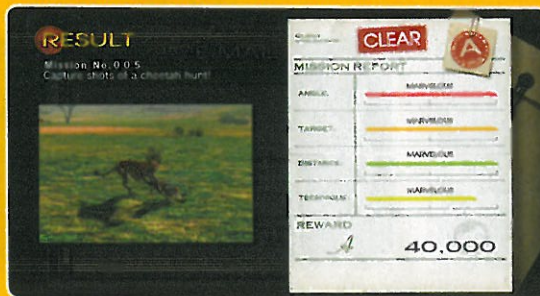 RESULT
Mission No.005
Capture shots of a cheetah hunt!
CLEAR
A
MISSION REPORT
ANGLE
MARVELOUS
TARGET
MARVELOUS
DISTANCE
MARVELOUS
TECHNIQUE
MARVELOUS
REWARD
40,000